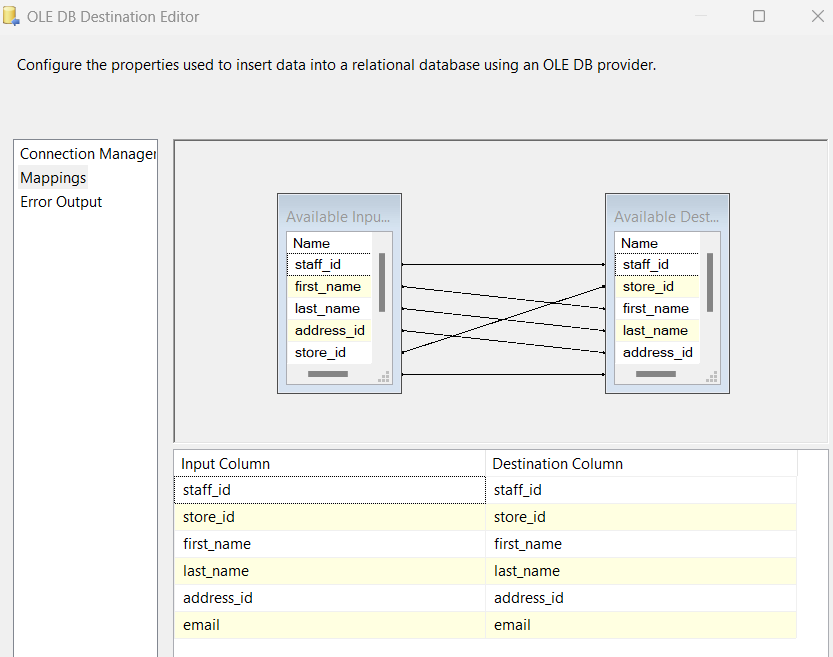 OLE DB Destination Editor
Configure the properties used to insert data into a relational database using an OLE DB provider.
Connection Manager
Mappings
Error Output
Available Inpu...
Name
staff_id
first_name
last_name
address_id
store_id
Available Dest...
Name
staff_id
store_id
first_name
last_name
address_id
Input Column Destination Column
staff_id staff_id
store_id store_id
first_name first_name
last_name last_name
address_id address_id
email email